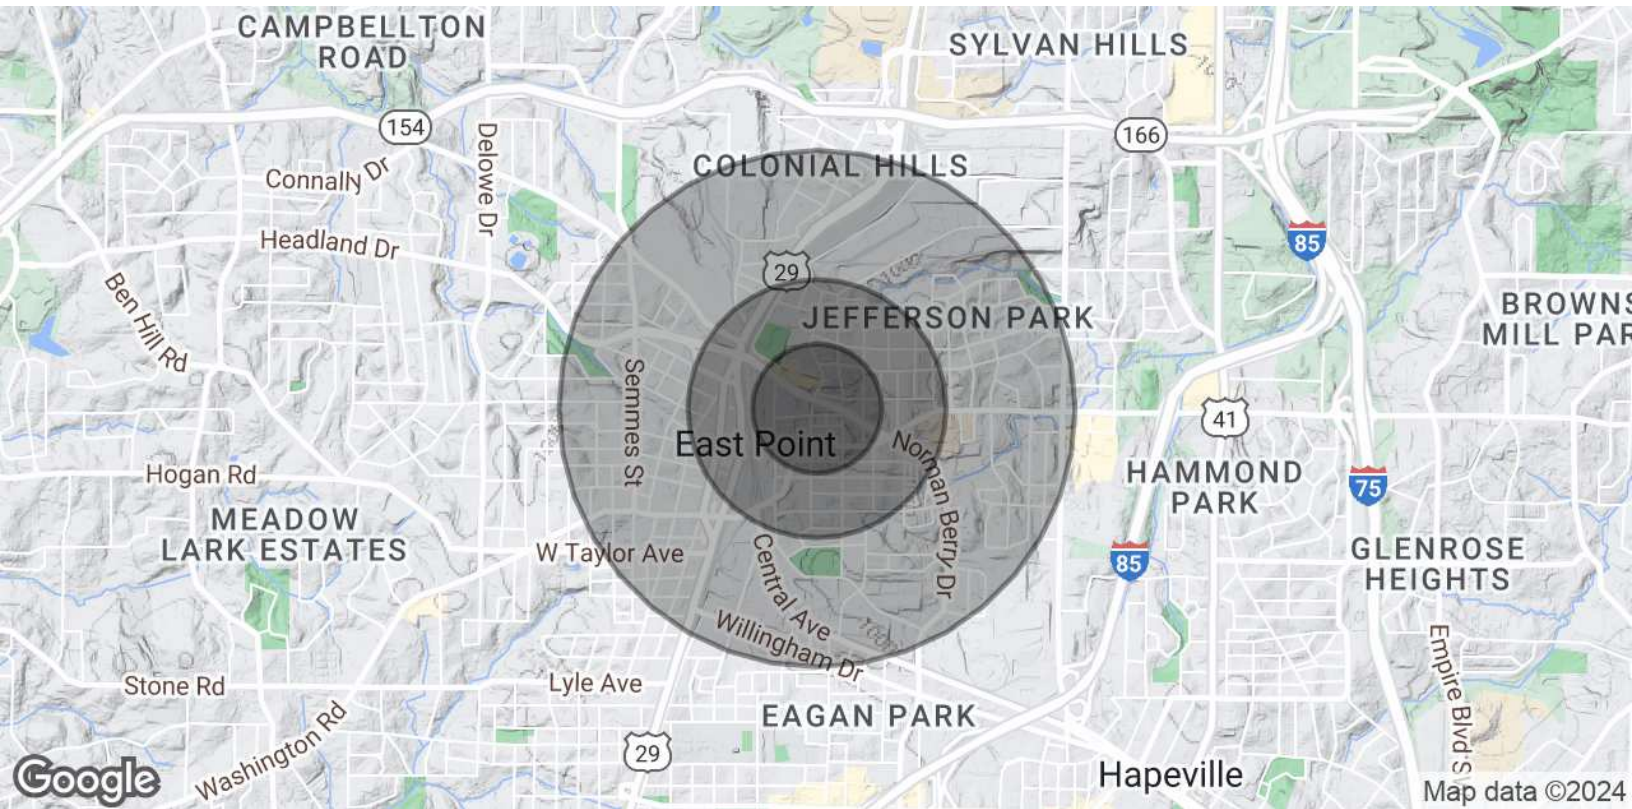 CAMPBELLTON
ROAD
SYLVAN HILLS
154
166
Delowe Dr
Connally Dr
COLONIAL HILLS
Headland Dr
85
29
Ben Hill Rd
1000
JEFFERSON PARK
BROWNS
MILL PAR
Semmes St
41
East Point
Norman Berry Dr
HAMMOND
PARK
Hogan Rd
75
MEADOW
LARK ESTATES
W Taylor Ave
85
GLENROSE
HEIGHTS
Central Ave
Willingham Dr
Empire Blvd S
Stone Rd
Lyle Ave
EAGAN PARK
Washington Rd
29
Hapeville
Google
Map data ©2024